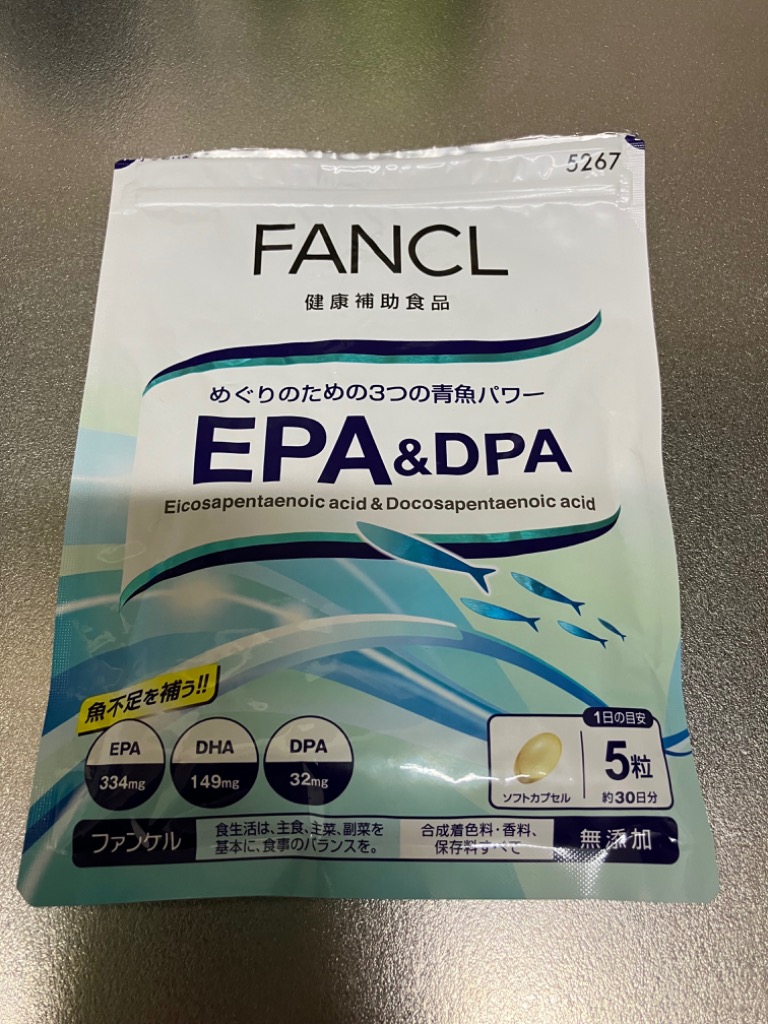 5267
FANCL
健康補助食品
めぐりのための3つの青魚パワー
EPA&DPA
Eicosapentaenoic acid & Docosapentaenoic acid
魚不足を補う!!
EPA
334mg
DHA
149mg
DPA
32mg
1日の目安
ソフトカプセル
5粒
約30日分
ファンケル
食生活は、主食、主菜、副菜を
基本に、食事のバランスを。
合成着色料・香料、
保存料すべて
無添加